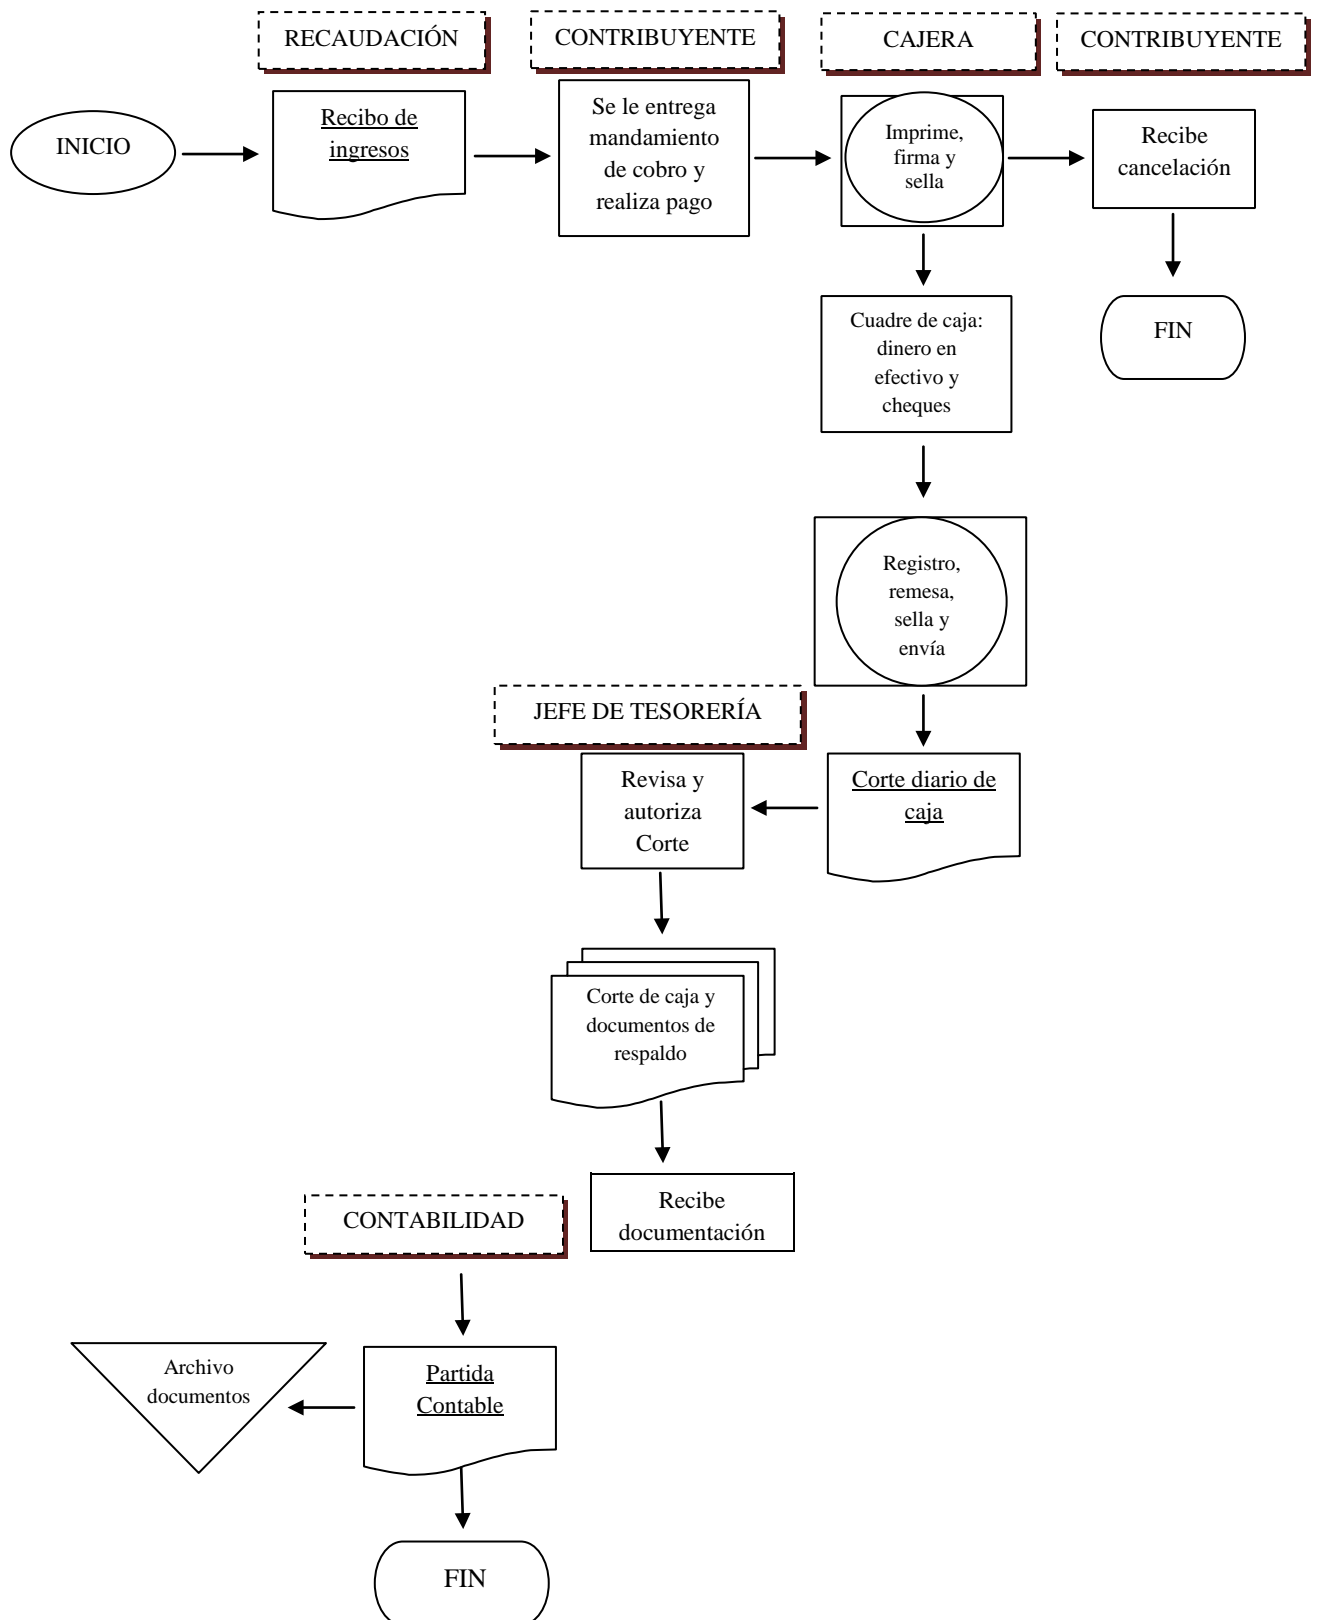 RECAUDACIÓN
CONTRIBUYENTE
CAJERA
CONTRIBUYENTE
INICIO
Recibo de
ingresos
Se le entrega
mandamiento
de cobro y
realiza pago
Imprime,
firma y
sella
Recibe
cancelación
FIN
Cuadre de caja:
dinero en
efectivo y
cheques
Registro,
remesa,
sella y
envía
JEFE DE TESORERÍA
Corte diario de
caja
Revisa y
autoriza
Corte
Corte de caja y
documentos de
respaldo
Recibe
documentación
CONTABILIDAD
Partida
Contable
Archivo
documentos
FIN